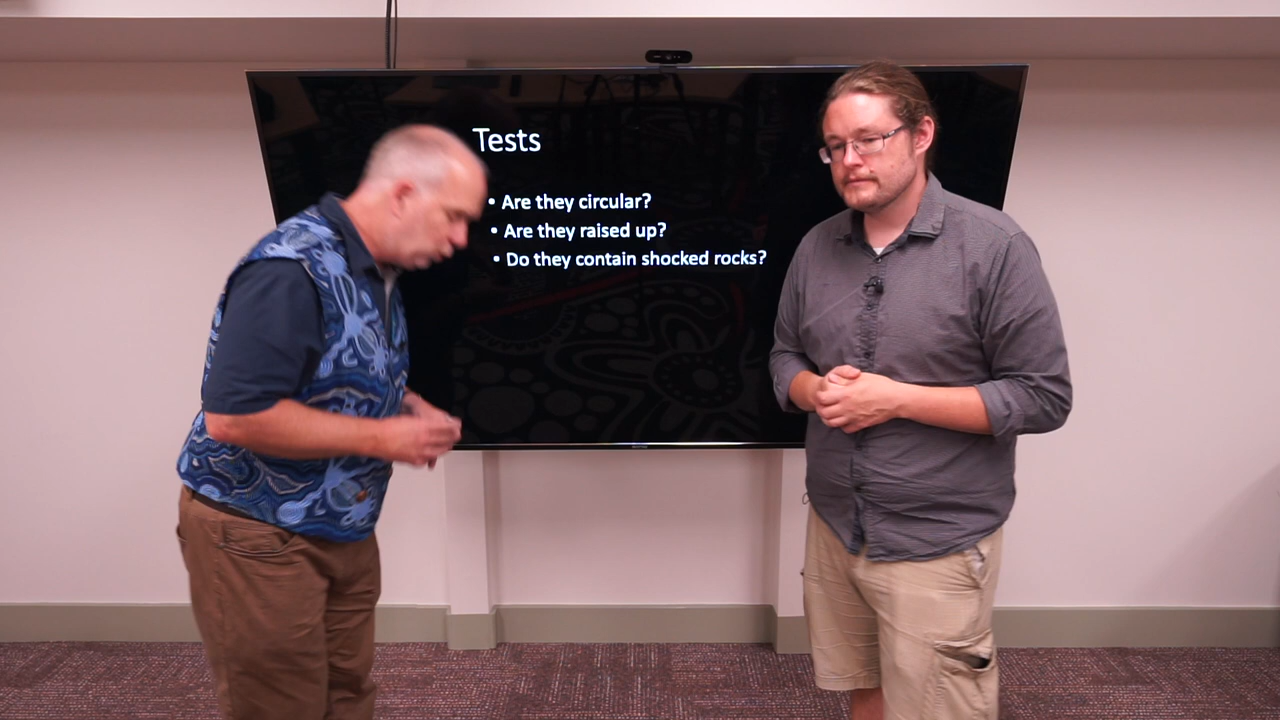 Tests
• Are they circular?
• Are they raised up?
• Do they contain shocked rocks?